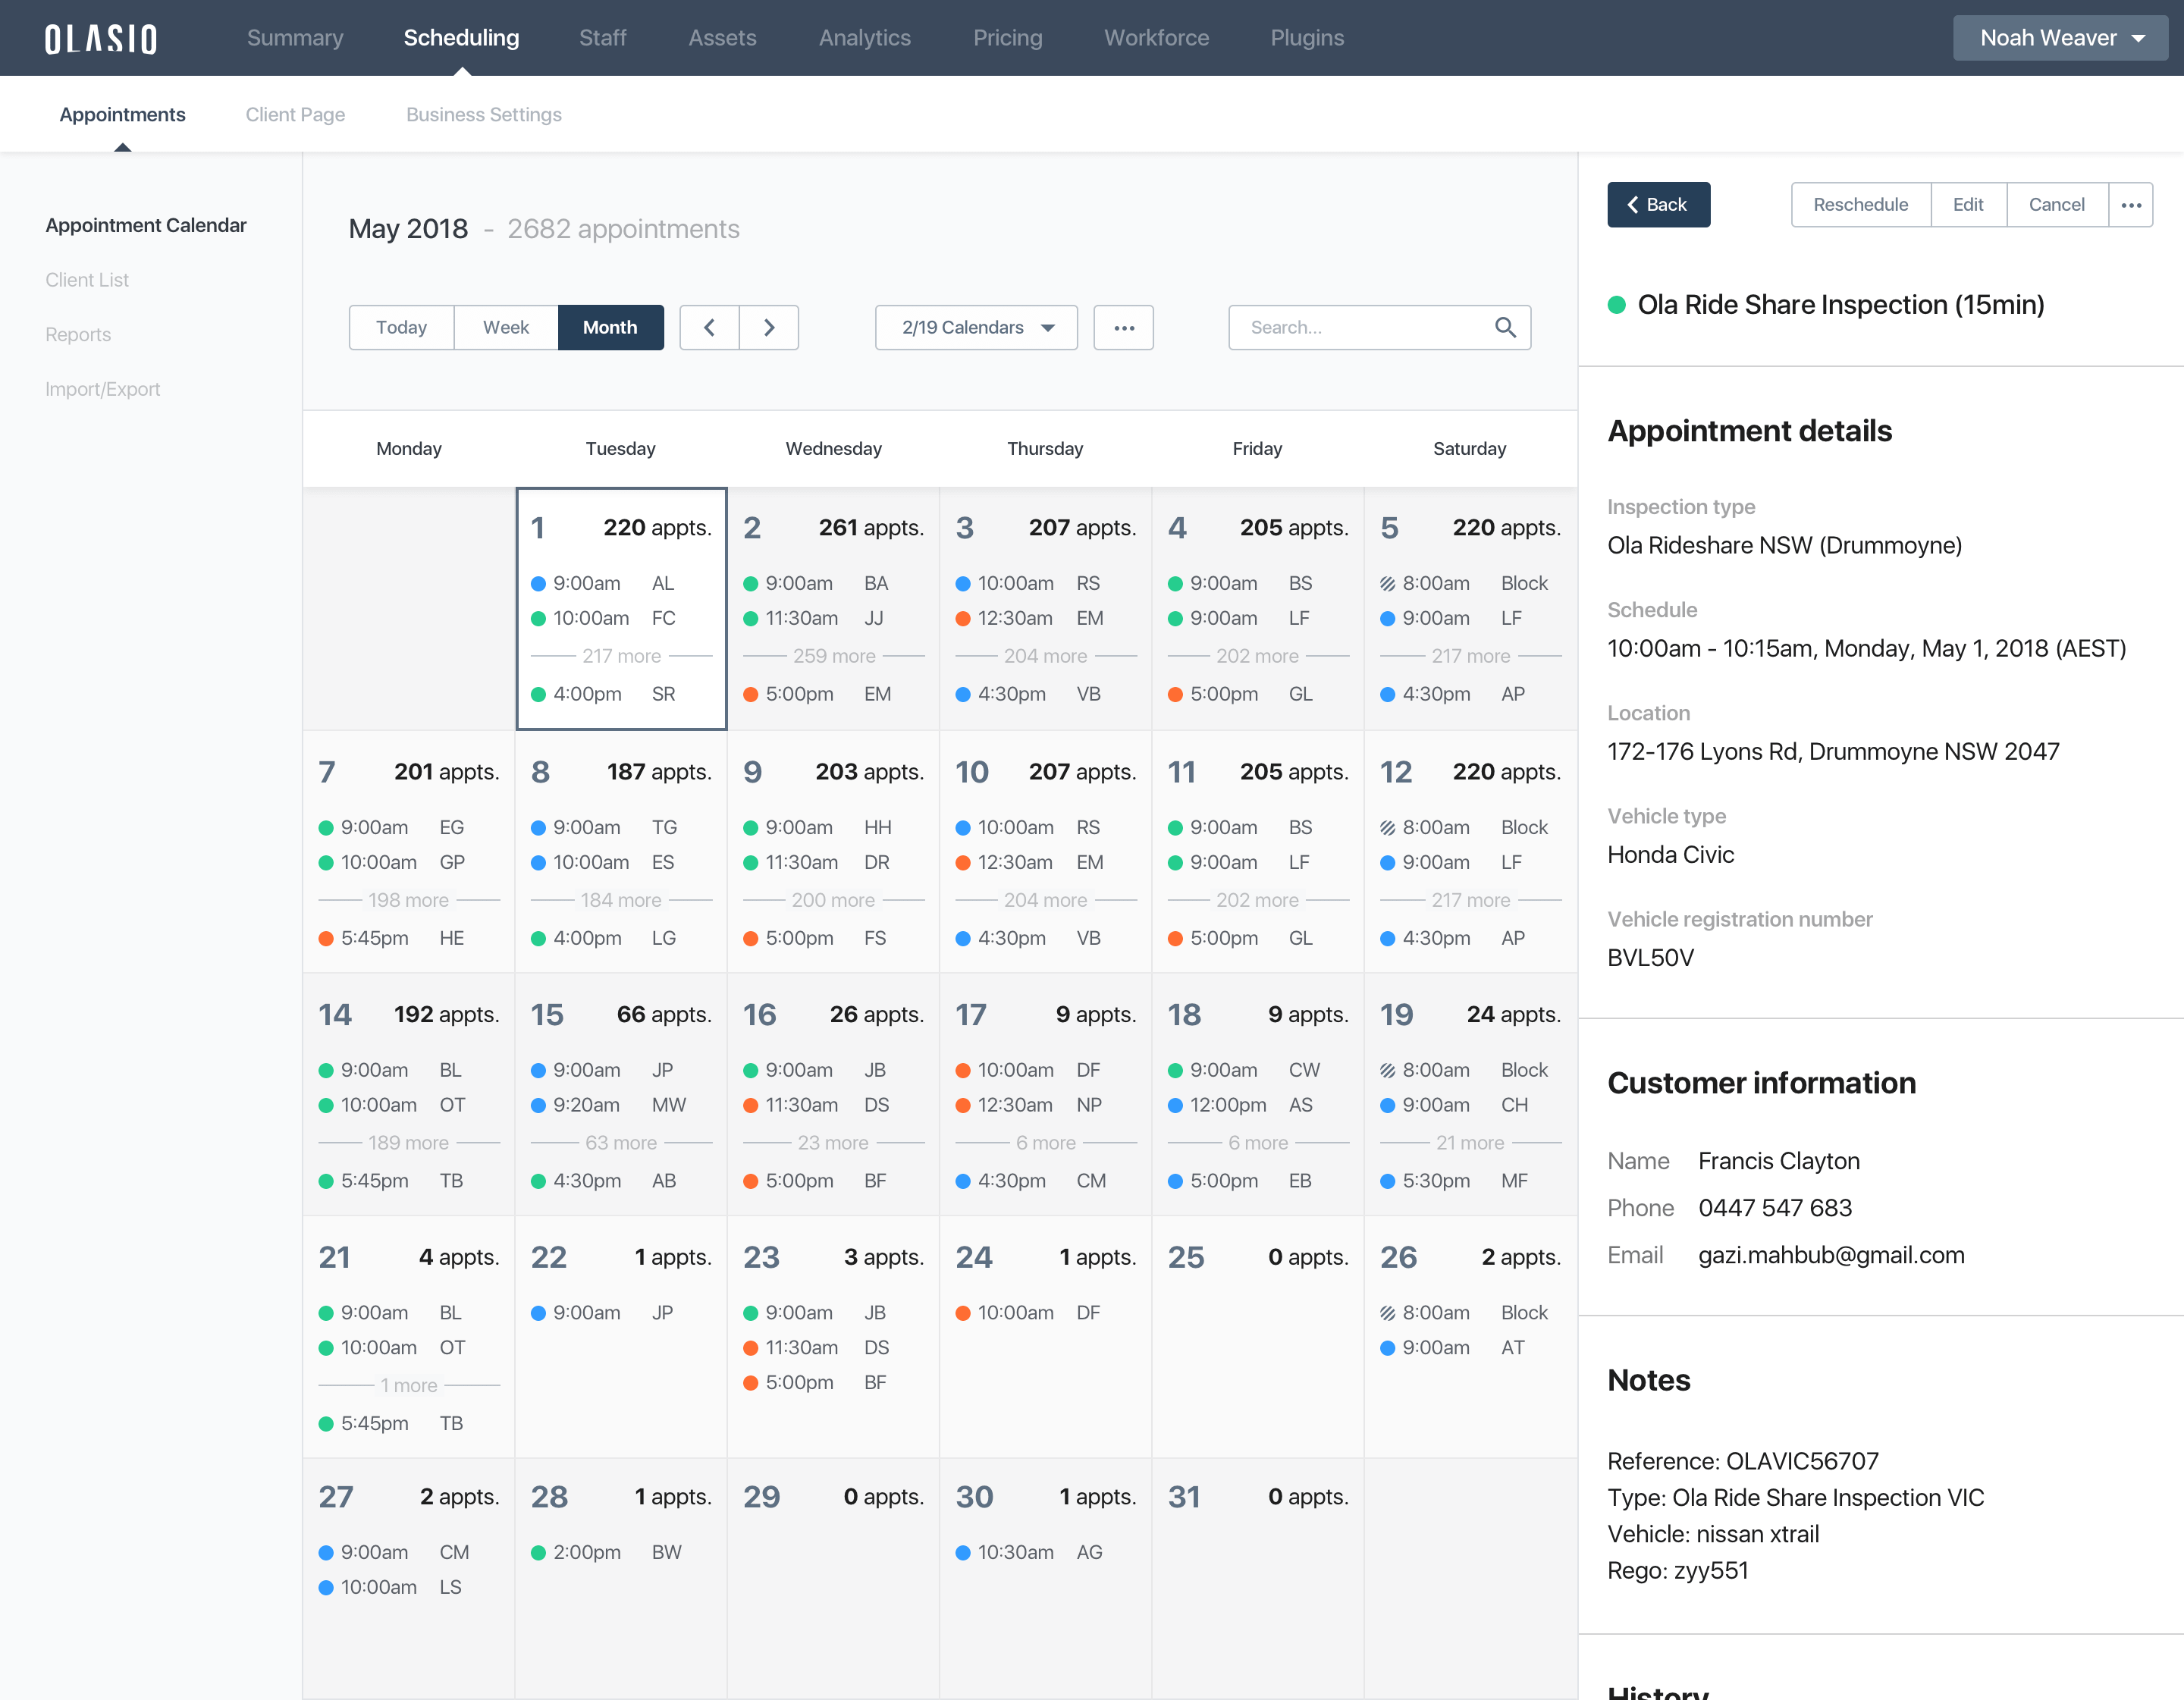 OLASIO Summary Scheduling Staff Assets Analytics Pricing Workforce Plugins Noah Weaver
Appointments Client Page Business Settings
Appointment Calendar
Client List
Reports
Import/Export
May 2018 - 2682 appointments
Today Week Month 2/19 Calendars ••• Search...
Monday Tuesday Wednesday Thursday Friday Saturday
1 220 appts. 2 261 appts. 3 207 appts. 4 205 appts. 5 220 appts.
9:00am AL 9:00am BA 10:00am RS 9:00am BS 8:00am Block
10:00am FC 11:30am JJ 12:30am EM 9:00am LF 9:00am LF
217 more 259 more 204 more 202 more 217 more
4:00pm SR 5:00pm EM 4:30pm VB 5:00pm GL 4:30pm AP
7 201 appts. 8 187 appts. 9 203 appts. 10 207 appts. 11 205 appts. 12 220 appts.
9:00am EG 9:00am TG 9:00am HH 10:00am RS 9:00am BS 8:00am Block
10:00am GP 10:00am ES 11:30am DR 12:30am EM 9:00am LF 9:00am LF
198 more 184 more 200 more 204 more 202 more 217 more
5:45pm HE 4:00pm LG 5:00pm FS 4:30pm VB 5:00pm GL 4:30pm AP
14 192 appts. 15 66 appts. 16 26 appts. 17 9 appts. 18 9 appts. 19 24 appts.
9:00am BL 9:00am JP 9:00am JB 10:00am DF 9:00am CW 8:00am Block
10:00am OT 9:20am MW 11:30am DS 12:30am NP 12:00pm AS 9:00am CH
189 more 63 more 23 more 6 more 6 more 21 more
5:45pm TB 4:30pm AB 5:00pm BF 4:30pm CM 5:00pm EB 5:30pm MF
21 4 appts. 22 1 appts. 23 3 appts. 24 1 appts. 25 0 appts. 26 2 appts.
9:00am BL 9:00am JP 9:00am JB 10:00am DF 8:00am Block
10:00am OT 11:30am DS 9:00am AT
1 more 5:00pm BF
5:45pm TB
27 2 appts. 28 1 appts. 29 0 appts. 30 1 appts. 31 0 appts.
9:00am CM 2:00pm BW 10:30am AG
10:00am LS
Back Reschedule Edit Cancel •••
Ola Ride Share Inspection (15min)
Appointment details
Inspection type
Ola Rideshare NSW (Drummoyne)
Schedule
10:00am - 10:15am, Monday, May 1, 2018 (AEST)
Location
172-176 Lyons Rd, Drummoyne NSW 2047
Vehicle type
Honda Civic
Vehicle registration number
BVL50V
Customer information
Name Francis Clayton
Phone 0447 547 683
Email gazi.mahbub@gmail.com
Notes
Reference: OLAVIC56707
Type: Ola Ride Share Inspection VIC
Vehicle: nissan xtrail
Rego: zyy551
History